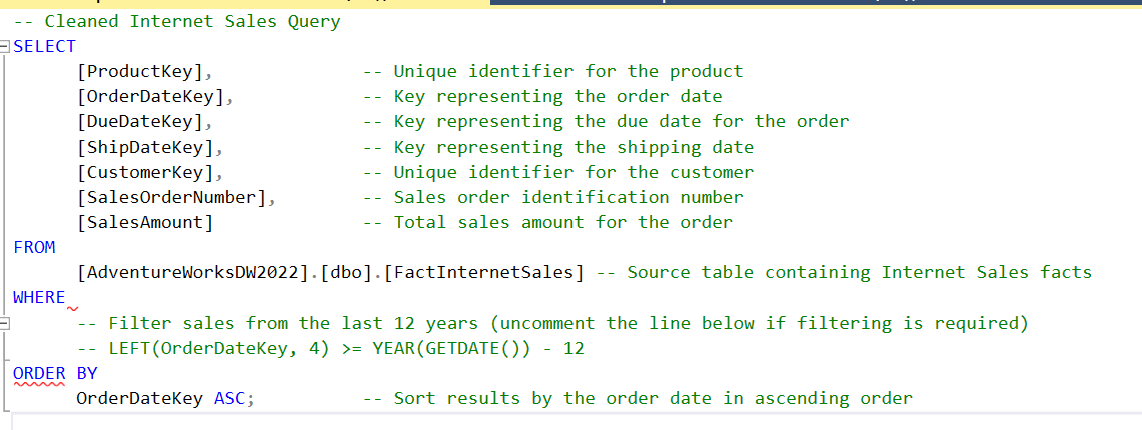 -- Cleaned Internet Sales Query
SELECT
[ProductKey], -- Unique identifier for the product
[OrderDateKey], -- Key representing the order date
[DueDateKey], -- Key representing the due date for the order
[ShipDateKey], -- Key representing the shipping date
[CustomerKey], -- Unique identifier for the customer
[SalesOrderNumber], -- Sales order identification number
[SalesAmount] -- Total sales amount for the order
FROM
[AdventureWorksDW2022].[dbo].[FactInternetSales] -- Source table containing Internet Sales facts
WHERE
-- Filter sales from the last 12 years (uncomment the line below if filtering is required)
-- LEFT(OrderDateKey, 4) >= YEAR(GETDATE()) - 12
ORDER BY
OrderDateKey ASC; -- Sort results by the order date in ascending order